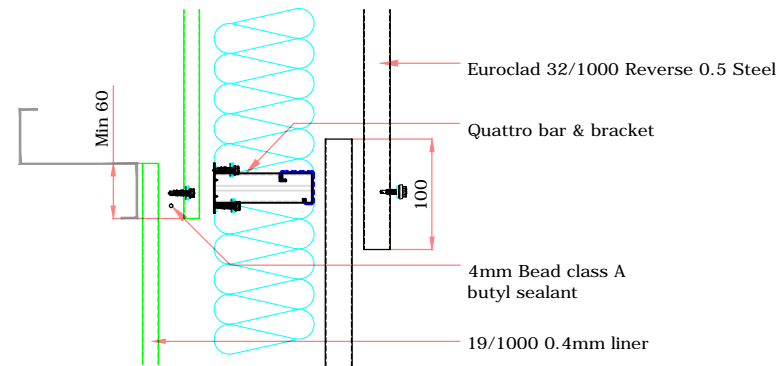 Euroclad 32/1000 Reverse 0.5 Steel
Min 60
Quattro bar & bracket
100
4mm Bead class A
butyl sealant
19/1000 0.4mm liner